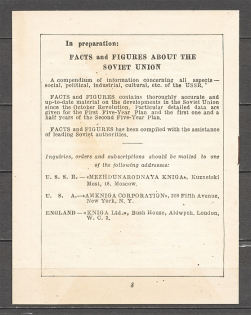 In preparation:
FACTS and FIGURES ABOUT THE
SOVIET UNION
A compendium of information concerning all aspects—
social, political, industrial, cultural, etc. of the USSR.
FACTS and FIGURES contains thoroughly accurate and
up-to-date material on the developments in the Soviet Union
since the October Revolution. Particular detailed data are
given for the First Five-Year Plan and the first one and a
half years of the Second Five-Year Plan.
FACTS and FIGURES has been compiled with the assistance
of leading Soviet authorities.
Inquiries, orders and subscriptions should be mailed to one
of the following addresses:
U. S. S. R.—«MEZHDUNARODNAYA KNIGA», Kuznetski
Most, 18, Moscow.
U. S. A.—«AMKNIGA CORPORATION», 258 Fifth Avenue,
New York, N. Y.
ENGLAND—«KNIGA Ltd.», Bush House, Aldwych, London,
W. C. 2.